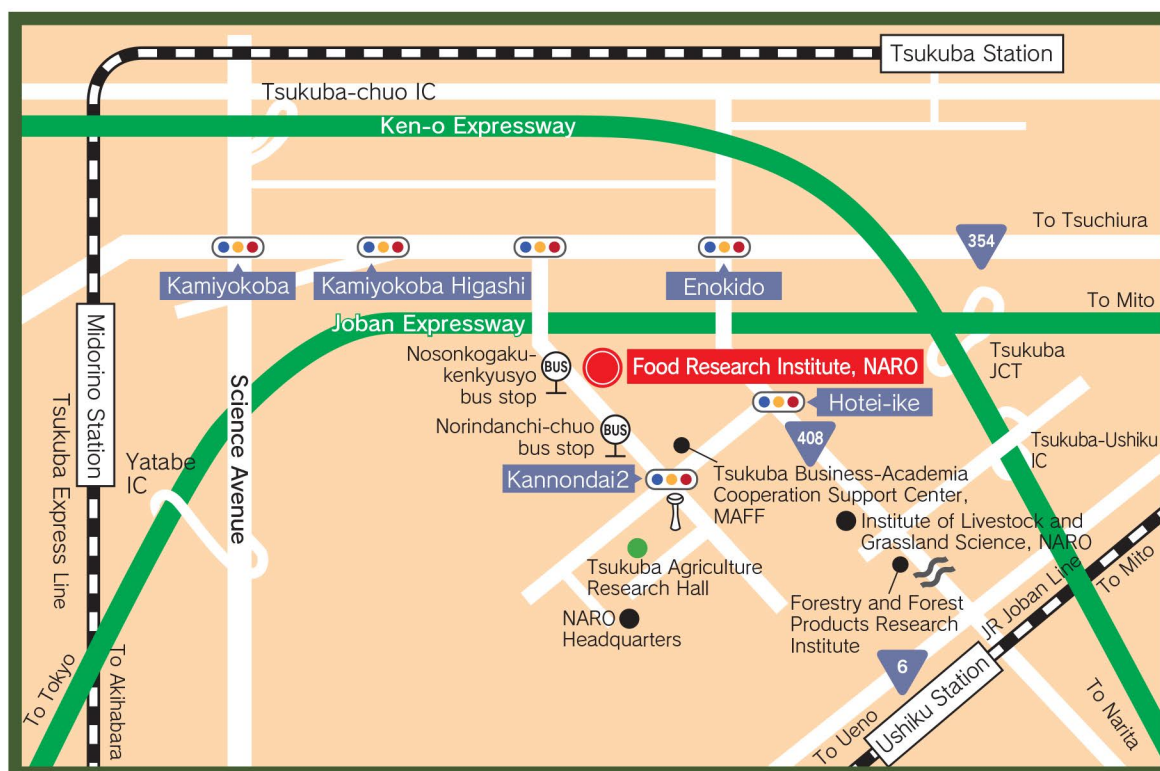 Tsukuba Station
Tsukuba-chuo IC
Ken-o Expressway
To Tsuchiura
354
Kamiyokoba
Kamiyokoba Higashi
Enokido
To Mito
Joban Expressway
Midorino Station
Tsukuba Express Line
Science Avenue
Nosonkogaku-
kenkyusyo
bus stop
BUS
Food Research Institute, NARO
Tsukuba
JCT
Hotei-ike
408
Norindanchi-chuo
bus stop
BUS
Yatabe
IC
Kannondai2
Tsukuba Business-Academia
Cooperation Support Center,
MAFF
Tsukuba-Ushiku
IC
Institute of Livestock and
Grassland Science, NARO
Tsukuba Agriculture
Research Hall
NARO
Headquarters
Forestry and Forest
Products Research
Institute
JR Joban Line
To Mito
6
Ushiku Station
To Tokyo
To Akihabara
To Ueno
To Narita